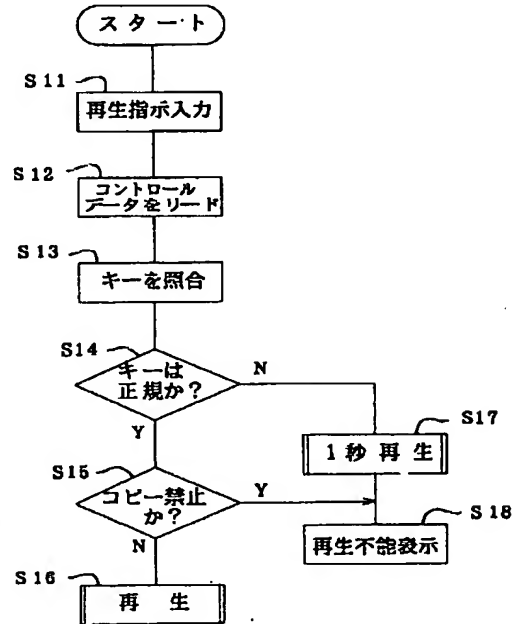 スタート
S11
再生指示入力
S12
コントロール
データをリード
S13
キーを照合
S14
キーは
正規か?
N
Y
S17
1秒再生
S15
コピー禁止
か?
Y
N
S18
再生不能表示
S16
再生